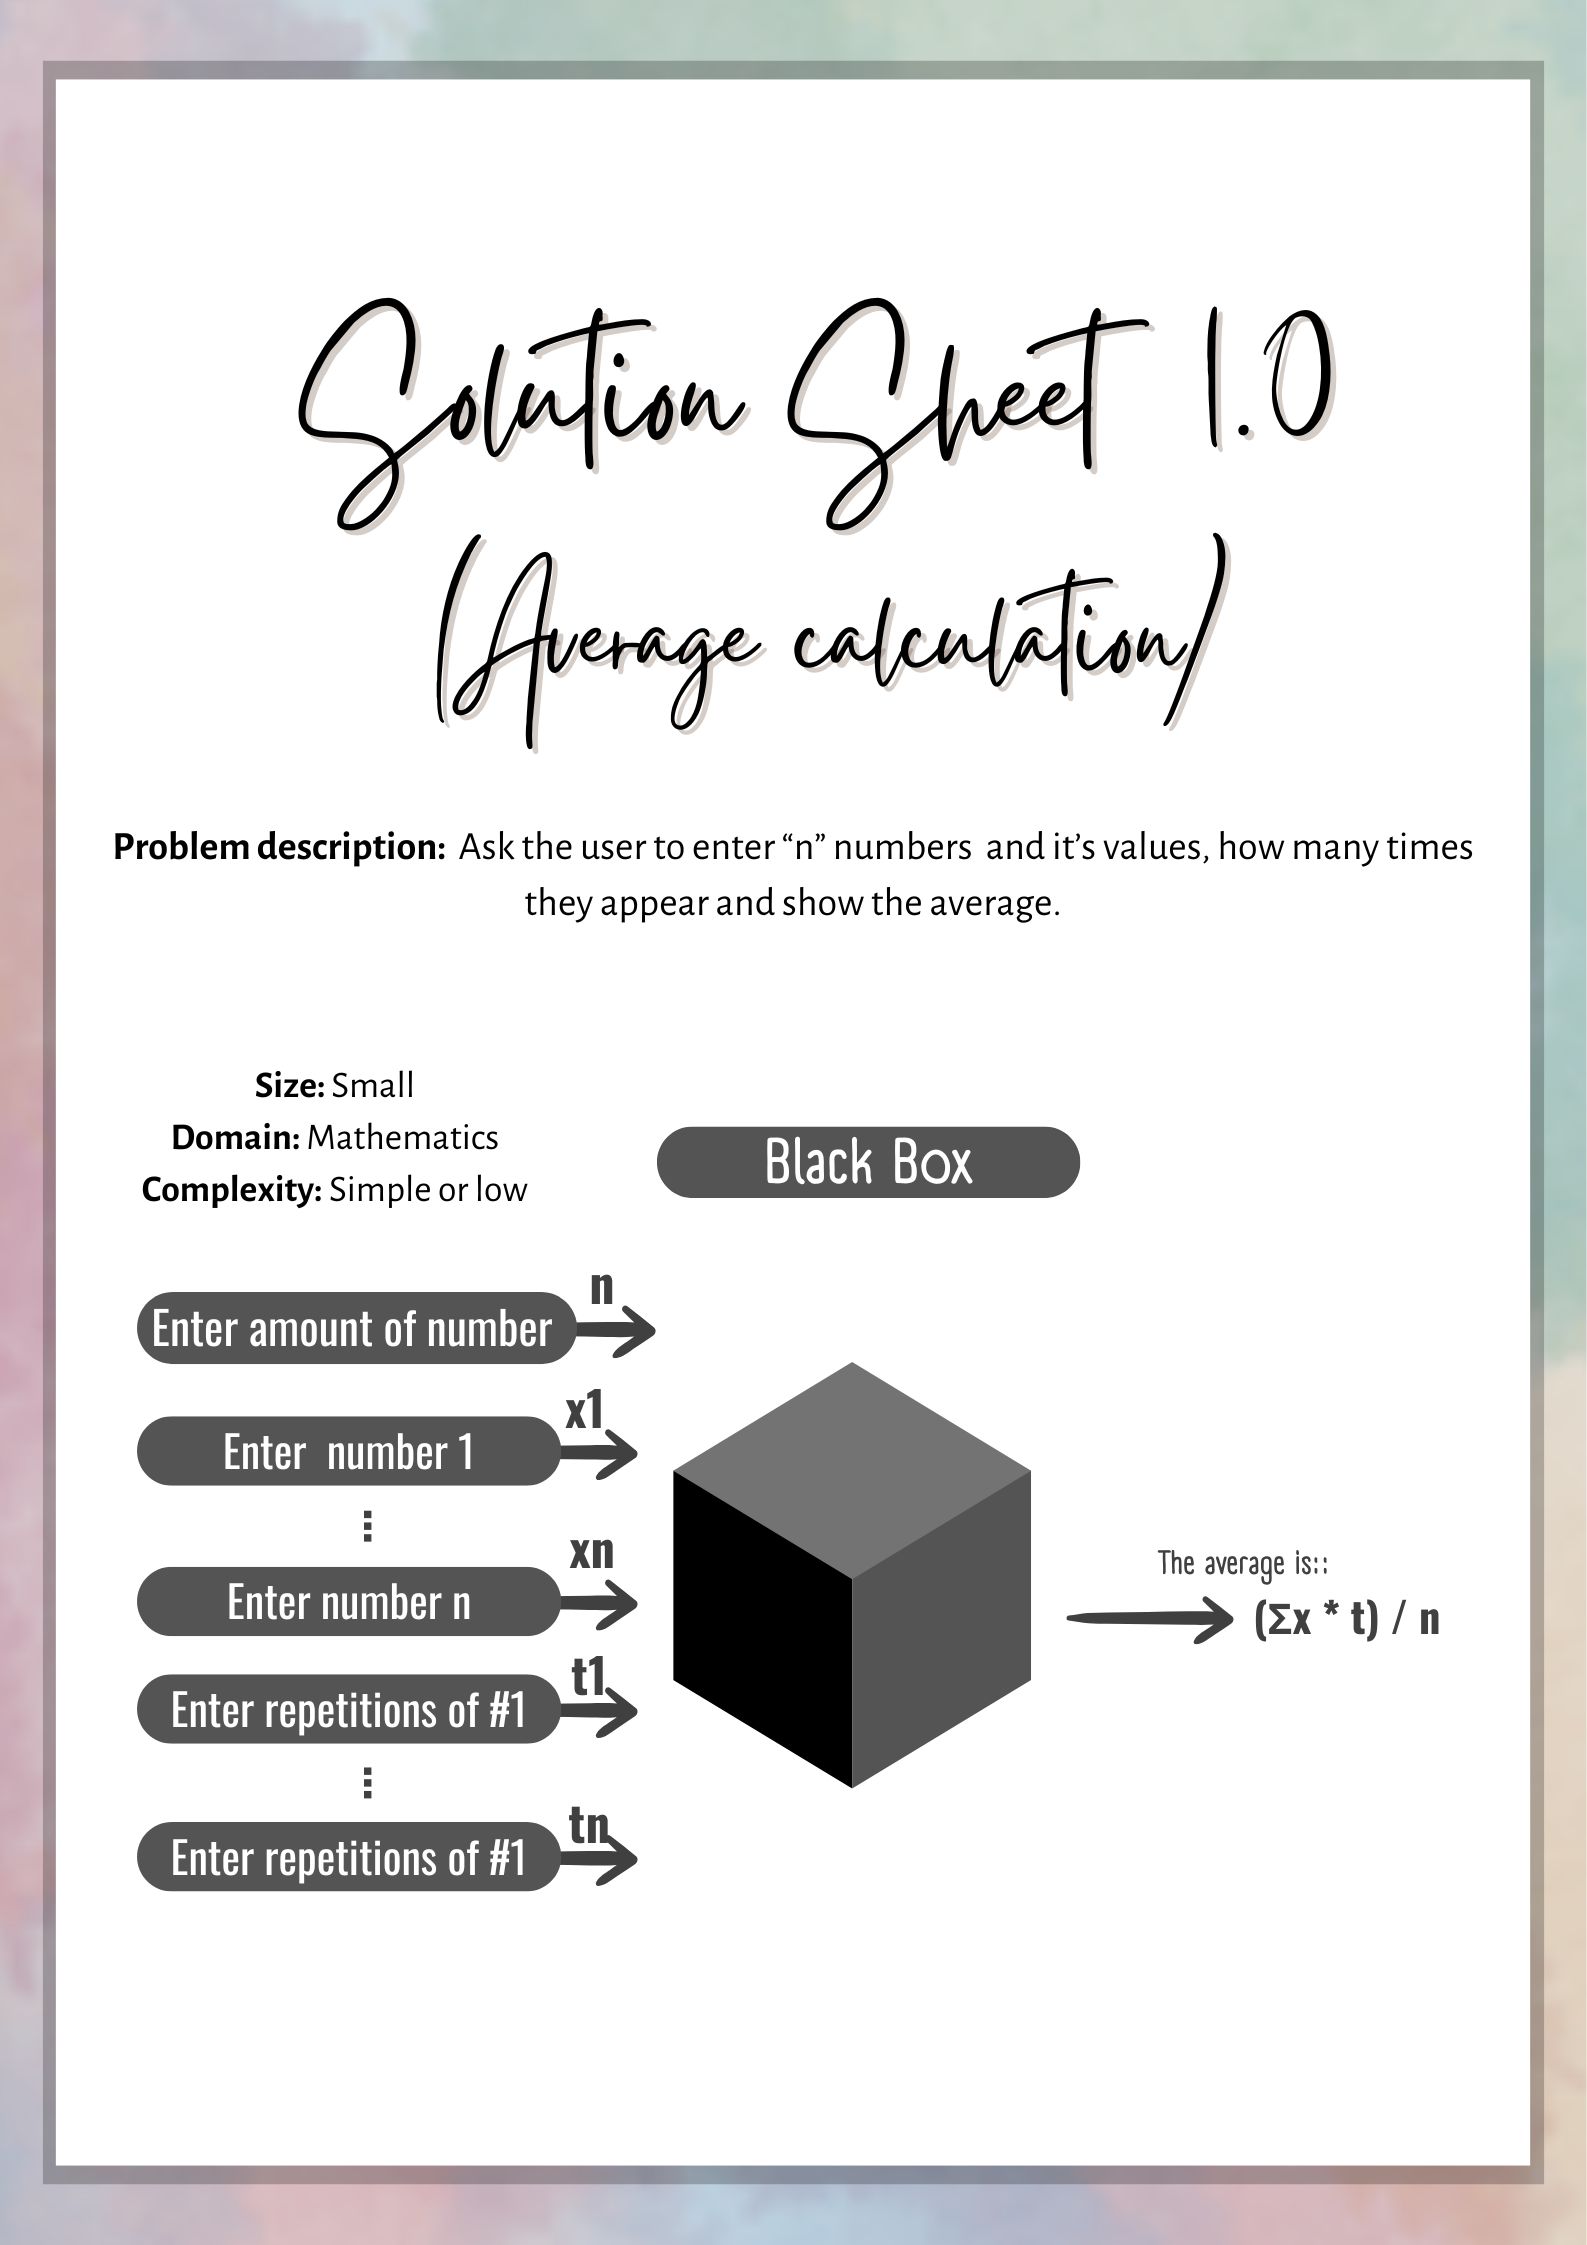 Solution Sheet 1.0
(Average calculation)
Problem description: Ask the user to enter “n” numbers and it’s values, how many times
they appear and show the average.
Size: Small
Domain: Mathematics
Complexity: Simple or low
Black Box
n
Enter amount of number
x1
Enter number 1
⋮
xn
Enter number n
t1
Enter repetitions of #1
⋮
tn
Enter repetitions of #1
The average is::
(Σx * t) / n